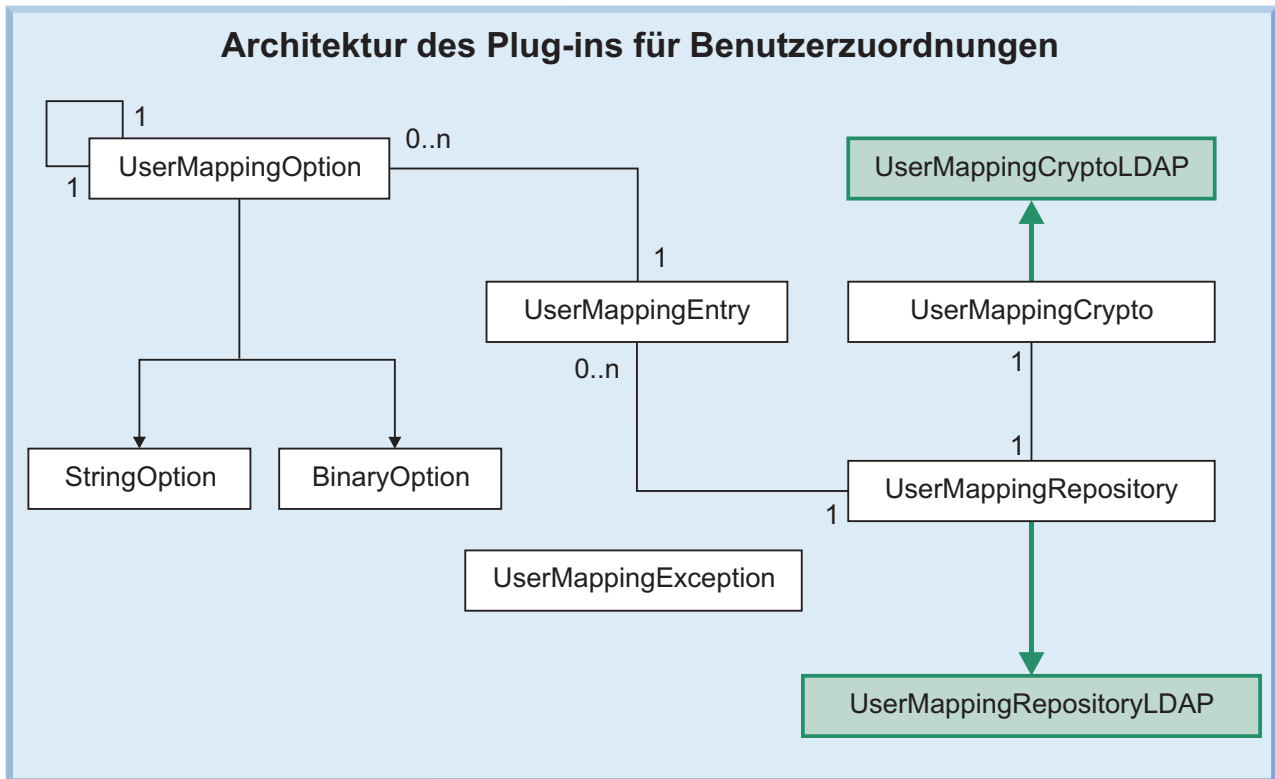 Architektur des Plug-ins für Benutzerzuordnungen
1
0..n
UserMappingOption
UserMappingCryptoLDAP
1
1
UserMappingEntry
UserMappingCrypto
0..n
1
1
StringOption
BinaryOption
UserMappingRepository
1
UserMappingException
UserMappingRepositoryLDAP